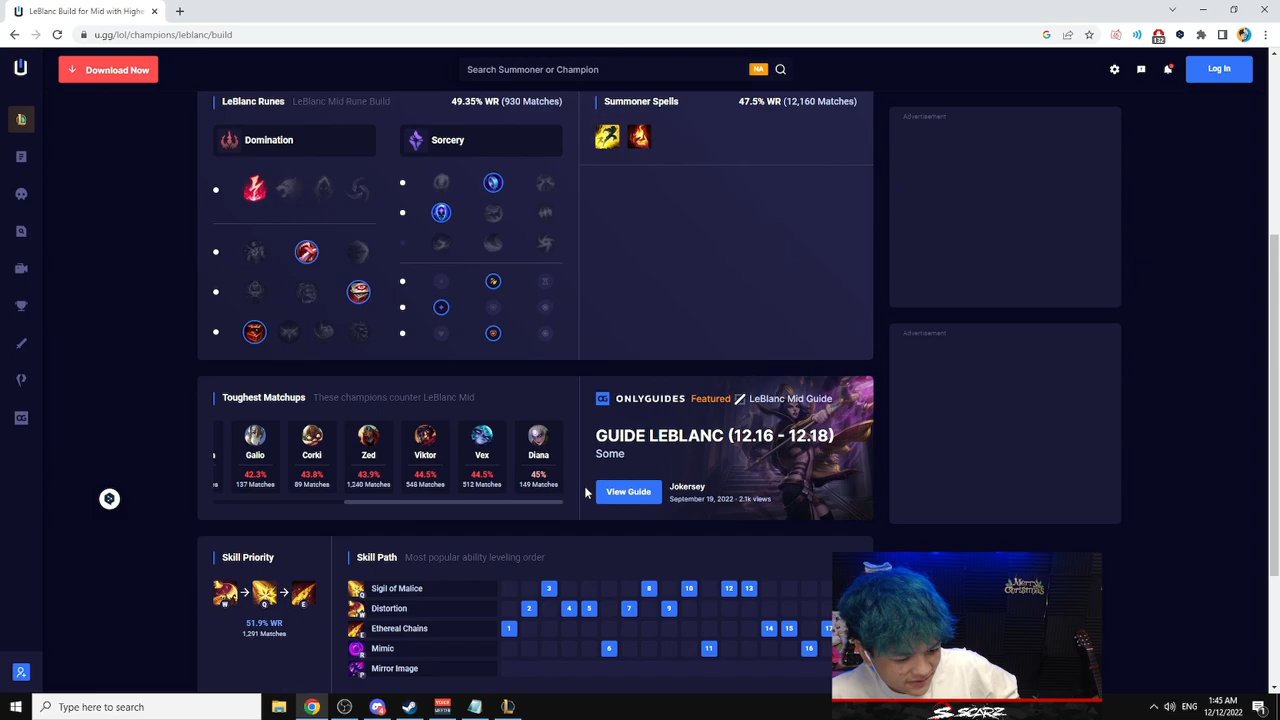 LeBlanc Build for Mid with Highe
u.gg/lol/champions/leblanc/build
132
Download Now
Search Summoner or Champion
NA
Log In
LeBlanc Runes LeBlanc Mid Rune Build 49.35% WR (930 Matches)
Summoner Spells 47.5% WR (12,160 Matches)
Advertisement
Domination
Sorcery
Advertisement
Toughest Matchups These champions counter LeBlanc Mid
Galio Corki Zed Viktor Vex Diana
42.3% 43.8% 43.9% 44.5% 44.5% 45%
137 Matches 89 Matches 1,240 Matches 548 Matches 512 Matches 149 Matches
OG ONLYGUIDES Featured LeBlanc Mid Guide
GUIDE LEBLANC (12.16 - 12.18)
Some
View Guide
Jokersey
September 19, 2022 · 2.1k views
Skill Priority
W Q E
51.9% WR
1,291 Matches
Skill Path Most popular ability leveling order
Sigil of Malice 3 8 10 12 13
Distortion 2 4 5 7 9
Ethereal Chains 1 14 15 17
Mimic 6 11 16
Mirror Image
Merry Christmas
SCARZ
Type here to search
ENG
1:45 AM
12/12/2022